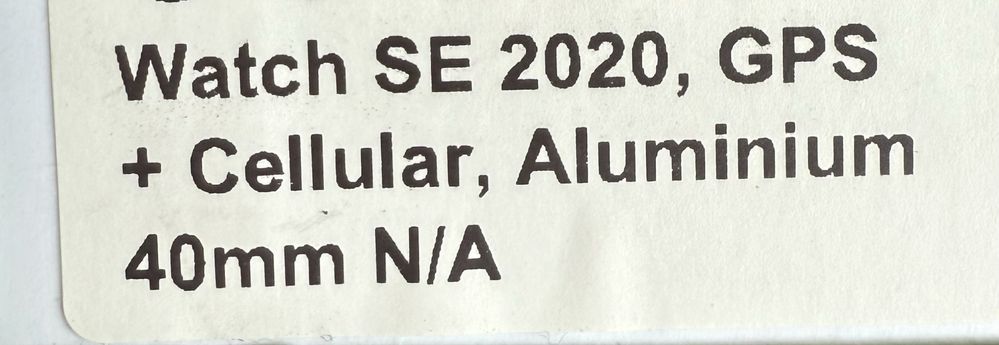 Watch SE 2020, GPS
+ Cellular, Aluminium
40mm N/A